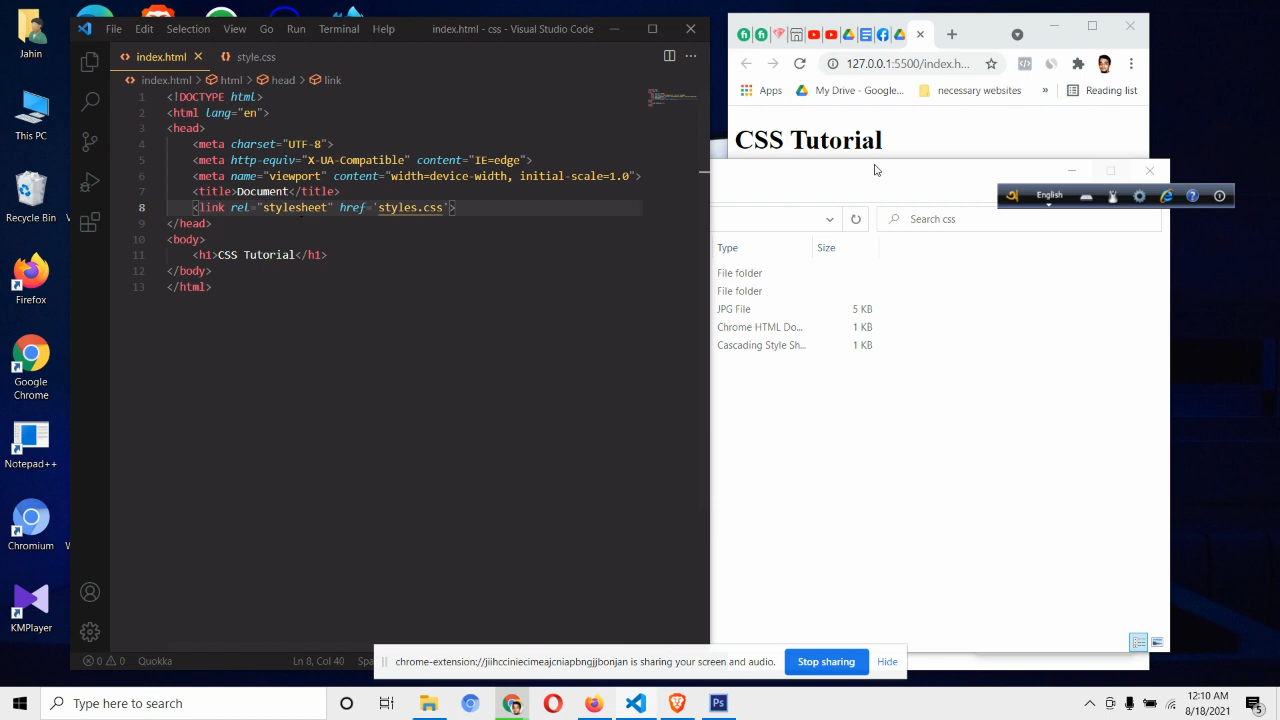 Jahin
This PC
Recycle Bin
Firefox
Google
Chrome
Notepad++
Chromium
KMPlayer
File Edit Selection View Go Run Terminal index.html - css - Visual Studio Code
index.html style.css
index.html > html > head > link
1 <!DOCTYPE html>
2 <html lang="en">
3 <head>
4 <meta charset="UTF-8">
5 <meta http-equiv="X-UA-Compatible" content="IE=edge">
6 <meta name="viewport" content="width=device-width, initial-scale=1.0">
7 <title>Document</title>
8 <link rel="stylesheet" href="styles.css">
9 </head>
10 <body>
11 <h1>CSS Tutorial</h1>
12 </body>
13 </html>
0 0 Quokka Ln 8, Col 40 Spa
127.0.0.1:5500/index.h...
Apps My Drive - Google... necessary websites » Reading list
CSS Tutorial
অ English
Search css
Type Size
File folder
File folder
JPG File 5 KB
Chrome HTML Do... 1 KB
Cascading Style Sh... 1 KB
chrome-extension://jiihcciniecimeajcniapbngjjbonjan is sharing your screen and audio. Stop sharing Hide
Type here to search
12:10 AM
8/18/2021
5